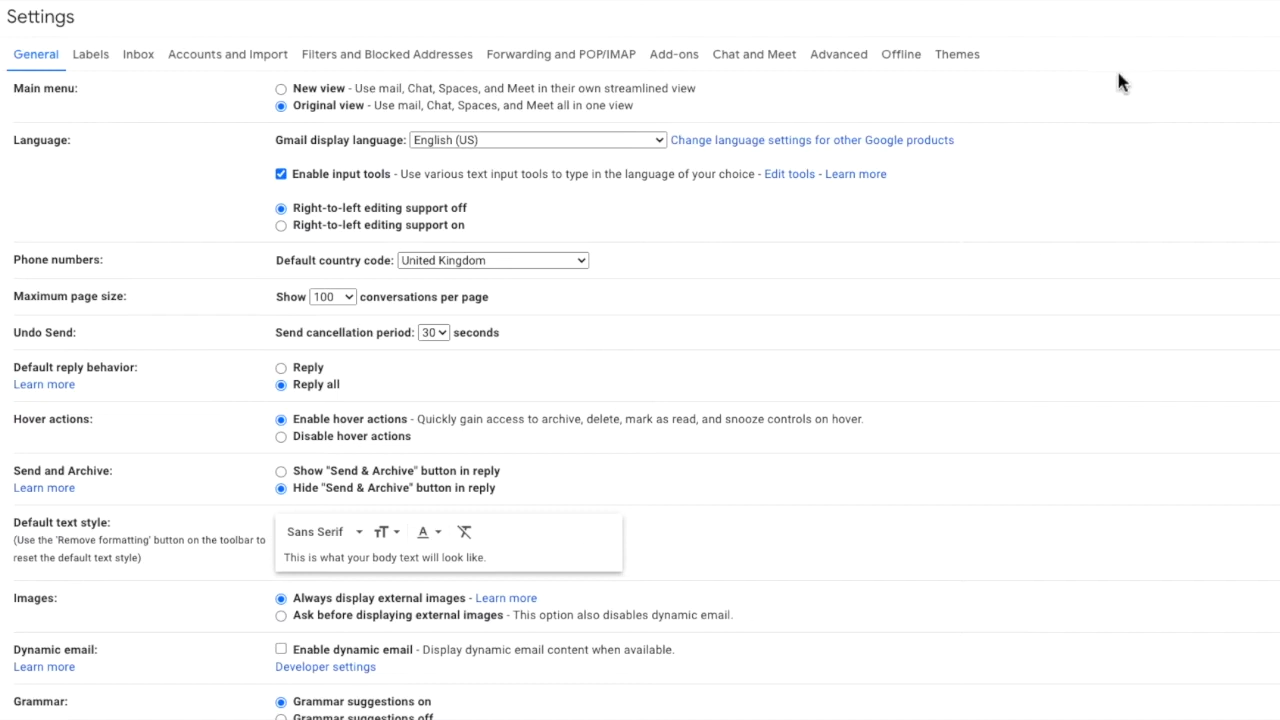 Settings
General Labels Inbox Accounts and Import Filters and Blocked Addresses Forwarding and POP/IMAP Add-ons Chat and Meet Advanced Offline Themes
Main menu: New view - Use mail, Chat, Spaces, and Meet in their own streamlined view
Original view - Use mail, Chat, Spaces, and Meet all in one view
Language: Gmail display language: English (US) Change language settings for other Google products
Enable input tools - Use various text input tools to type in the language of your choice - Edit tools - Learn more
Right-to-left editing support off
Right-to-left editing support on
Phone numbers: Default country code: United Kingdom
Maximum page size: Show 100 conversations per page
Undo Send: Send cancellation period: 30 seconds
Default reply behavior: Reply
Learn more Reply all
Hover actions: Enable hover actions - Quickly gain access to archive, delete, mark as read, and snooze controls on hover.
Disable hover actions
Send and Archive: Show "Send & Archive" button in reply
Learn more Hide "Send & Archive" button in reply
Default text style:
(Use the 'Remove formatting' button on the toolbar to
reset the default text style)
Sans Serif
This is what your body text will look like.
Images: Always display external images - Learn more
Ask before displaying external images - This option also disables dynamic email.
Dynamic email: Enable dynamic email - Display dynamic email content when available.
Learn more Developer settings
Grammar: Grammar suggestions on
Grammar suggestions off